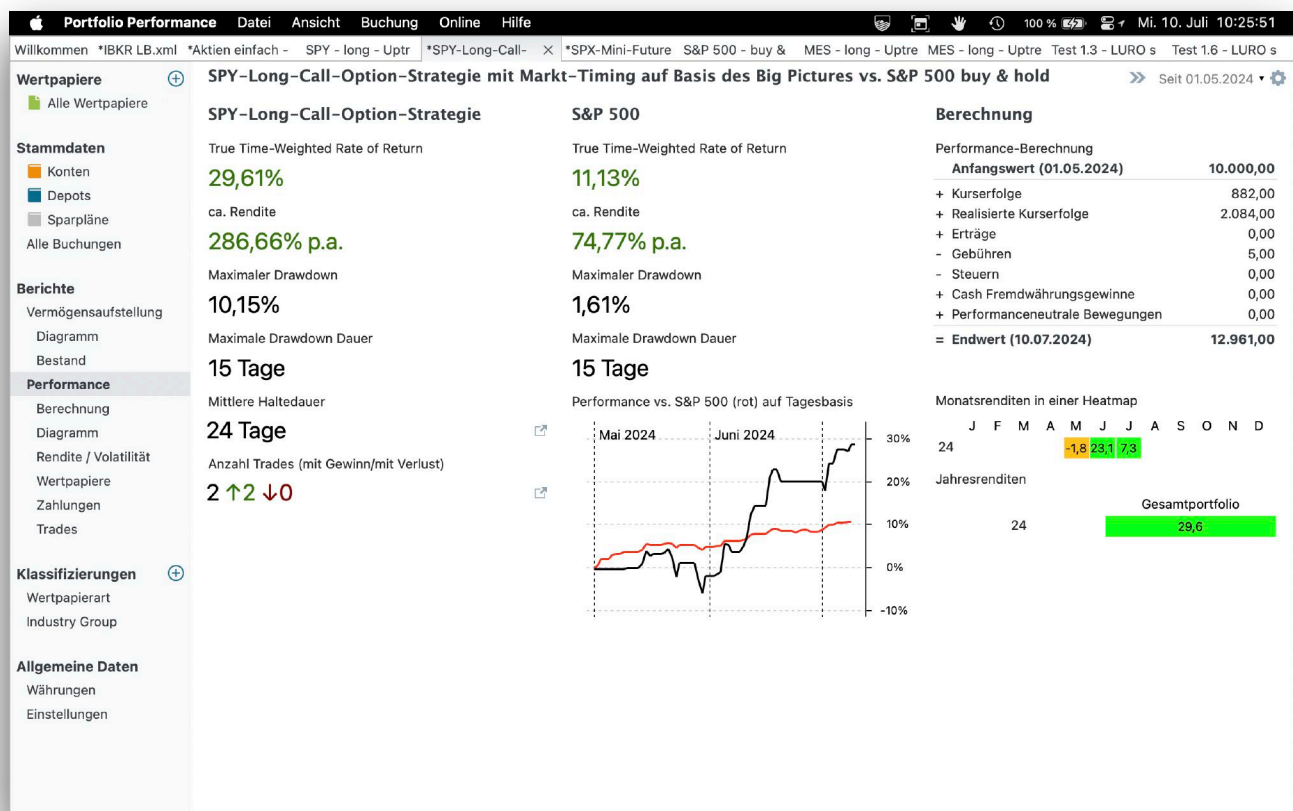 Portfolio Performance Datei Ansicht Buchung Online Hilfe 100 % Mi. 10. Juli 10:25:51
Willkommen *IBKR LB.xml *Aktien einfach - SPY - long - Uptr *SPY-Long-Call- × *SPX-Mini-Future S&P 500 - buy & MES - long - Uptre MES - long - Uptre Test 1.3 - LURO s Test 1.6 - LURO s
Wertpapiere
Alle Wertpapiere
Stammdaten
Konten
Depots
Sparpläne
Alle Buchungen
Berichte
Vermögensaufstellung
Diagramm
Bestand
Performance
Berechnung
Diagramm
Rendite / Volatilität
Wertpapiere
Zahlungen
Trades
Klassifizierungen
Wertpapierart
Industry Group
Allgemeine Daten
Währungen
Einstellungen
SPY-Long-Call-Option-Strategie mit Markt-Timing auf Basis des Big Pictures vs. S&P 500 buy & hold
Seit 01.05.2024
SPY-Long-Call-Option-Strategie
True Time-Weighted Rate of Return
29,61%
ca. Rendite
286,66% p.a.
Maximaler Drawdown
10,15%
Maximale Drawdown Dauer
15 Tage
Mittlere Haltedauer
24 Tage
Anzahl Trades (mit Gewinn/mit Verlust)
2 ↑2 ↓0
S&P 500
True Time-Weighted Rate of Return
11,13%
ca. Rendite
74,77% p.a.
Maximaler Drawdown
1,61%
Maximale Drawdown Dauer
15 Tage
Performance vs. S&P 500 (rot) auf Tagesbasis
Mai 2024 Juni 2024
30%
20%
10%
0%
-10%
Berechnung
Performance-Berechnung
Anfangswert (01.05.2024) 10.000,00
+ Kurserfolge 882,00
+ Realisierte Kurserfolge 2.084,00
+ Erträge 0,00
- Gebühren 5,00
- Steuern 0,00
+ Cash Fremdwährungsgewinne 0,00
+ Performanceneutrale Bewegungen 0,00
= Endwert (10.07.2024) 12.961,00
Monatsrenditen in einer Heatmap
J F M A M J J A S O N D
24 -1,8 23,1 7,3
Jahresrenditen
Gesamtportfolio
24 29,6